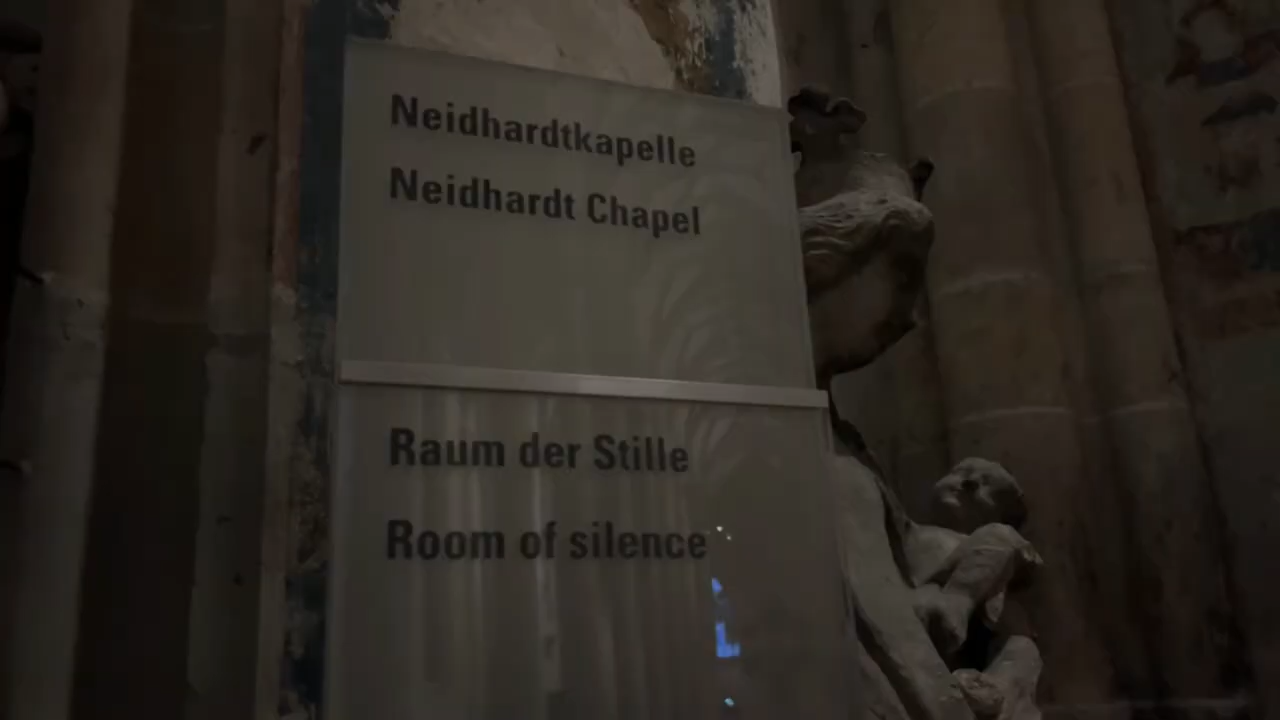 Neidhardtkapelle
Neidhardt Chapel
Raum der Stille
Room of silence